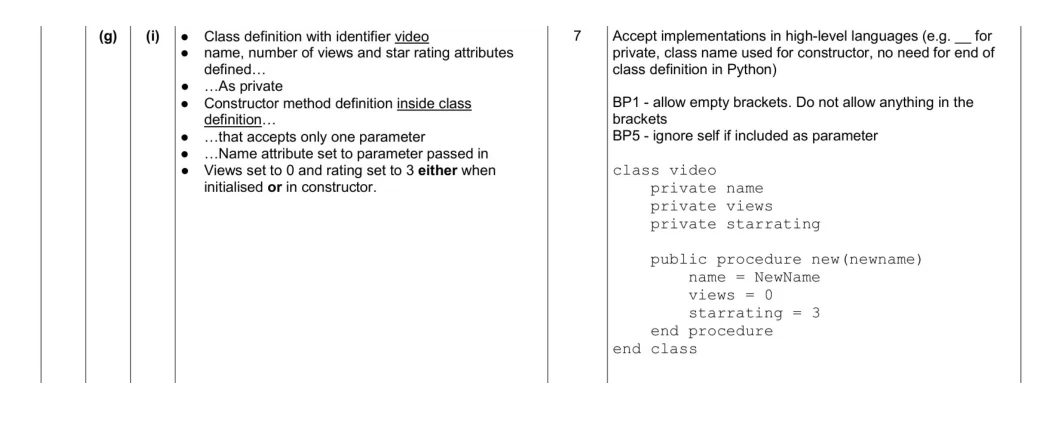 (g) (i) • Class definition with identifier video
• name, number of views and star rating attributes
defined…
• …As private
• Constructor method definition inside class
definition…
• …that accepts only one parameter
• …Name attribute set to parameter passed in
• Views set to 0 and rating set to 3 either when
initialised or in constructor.
7
Accept implementations in high-level languages (e.g. __ for
private, class name used for constructor, no need for end of
class definition in Python)
BP1 - allow empty brackets. Do not allow anything in the
brackets
BP5 - ignore self if included as parameter
class video
private name
private views
private starrating
public procedure new(newname)
name = NewName
views = 0
starrating = 3
end procedure
end class